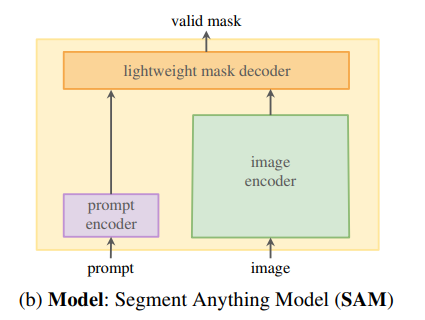 valid mask
lightweight mask decoder
image
encoder
prompt
encoder
prompt
image
(b) Model: Segment Anything Model (SAM)